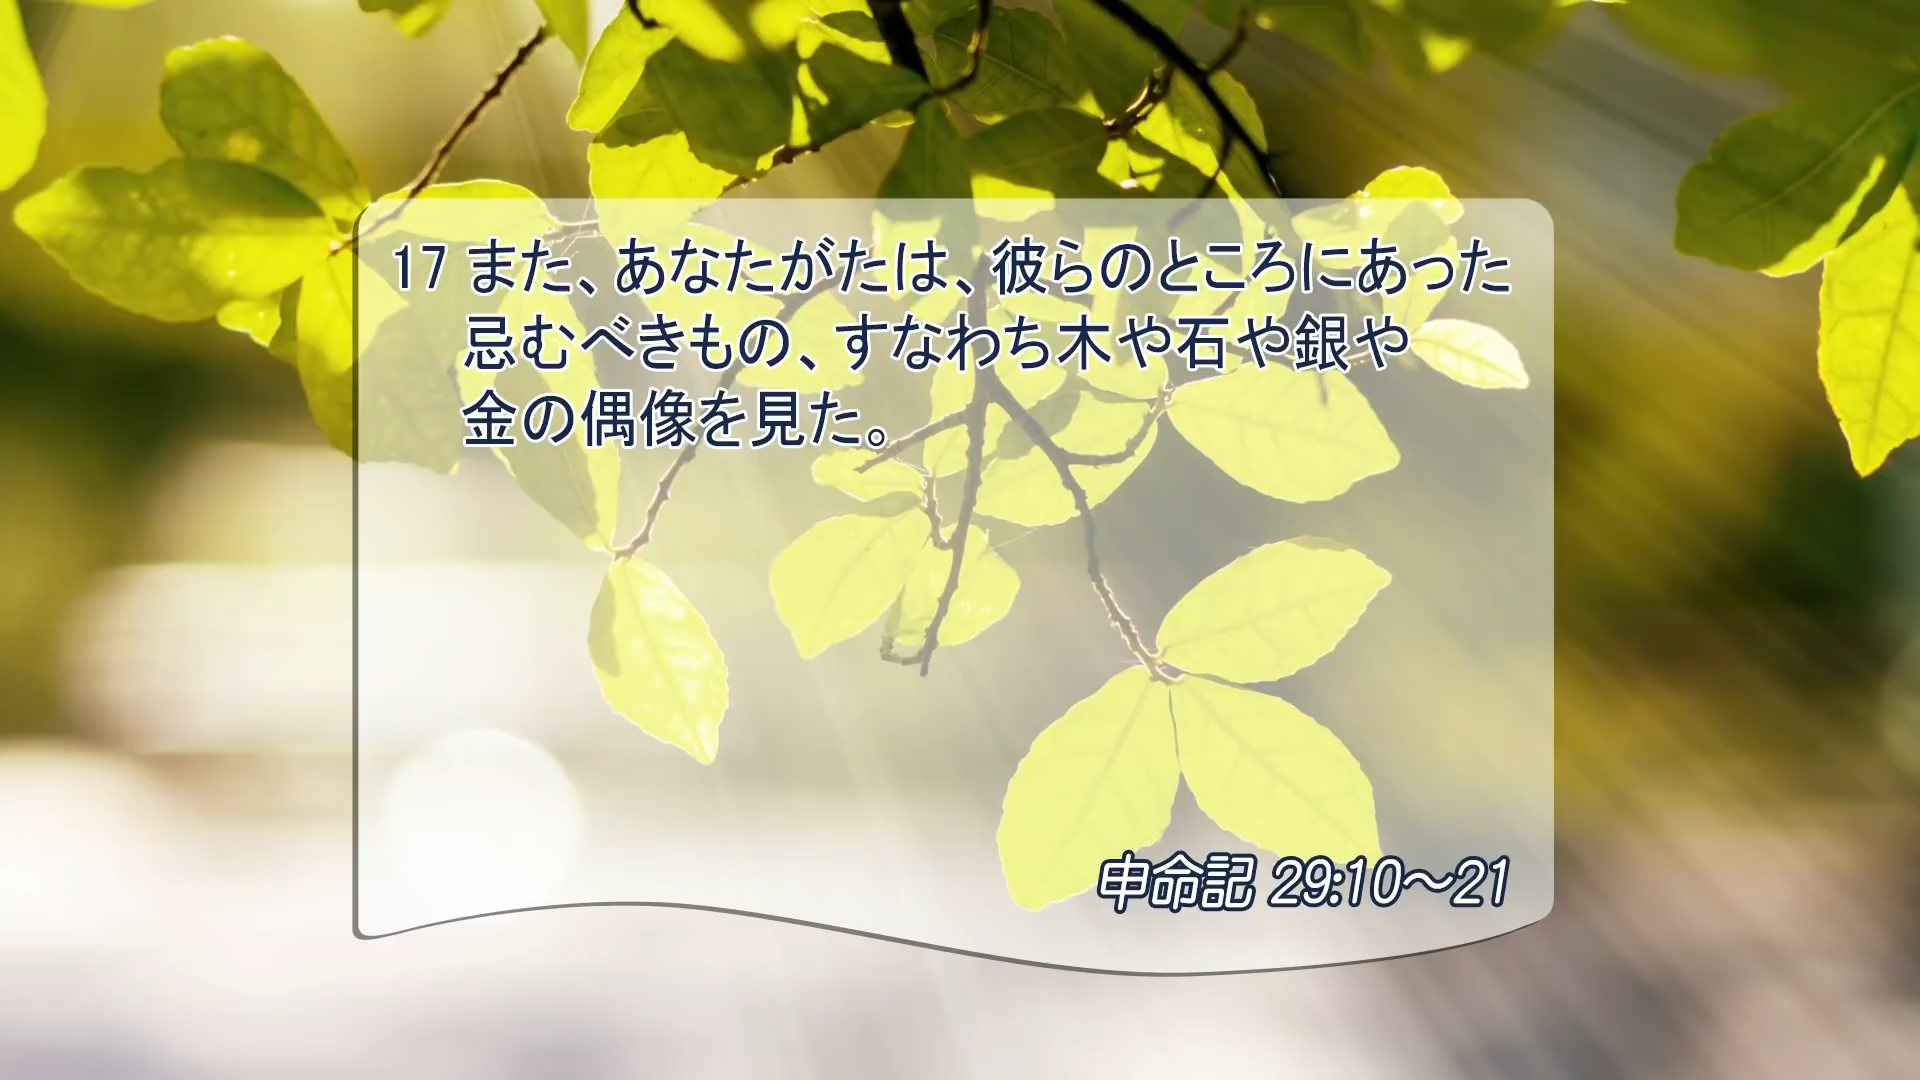 17 また、あなたがたは、彼らのところにあった
忌むべきもの、すなわち木や石や銀や
金の偶像を見た。
申命記 29:10～21